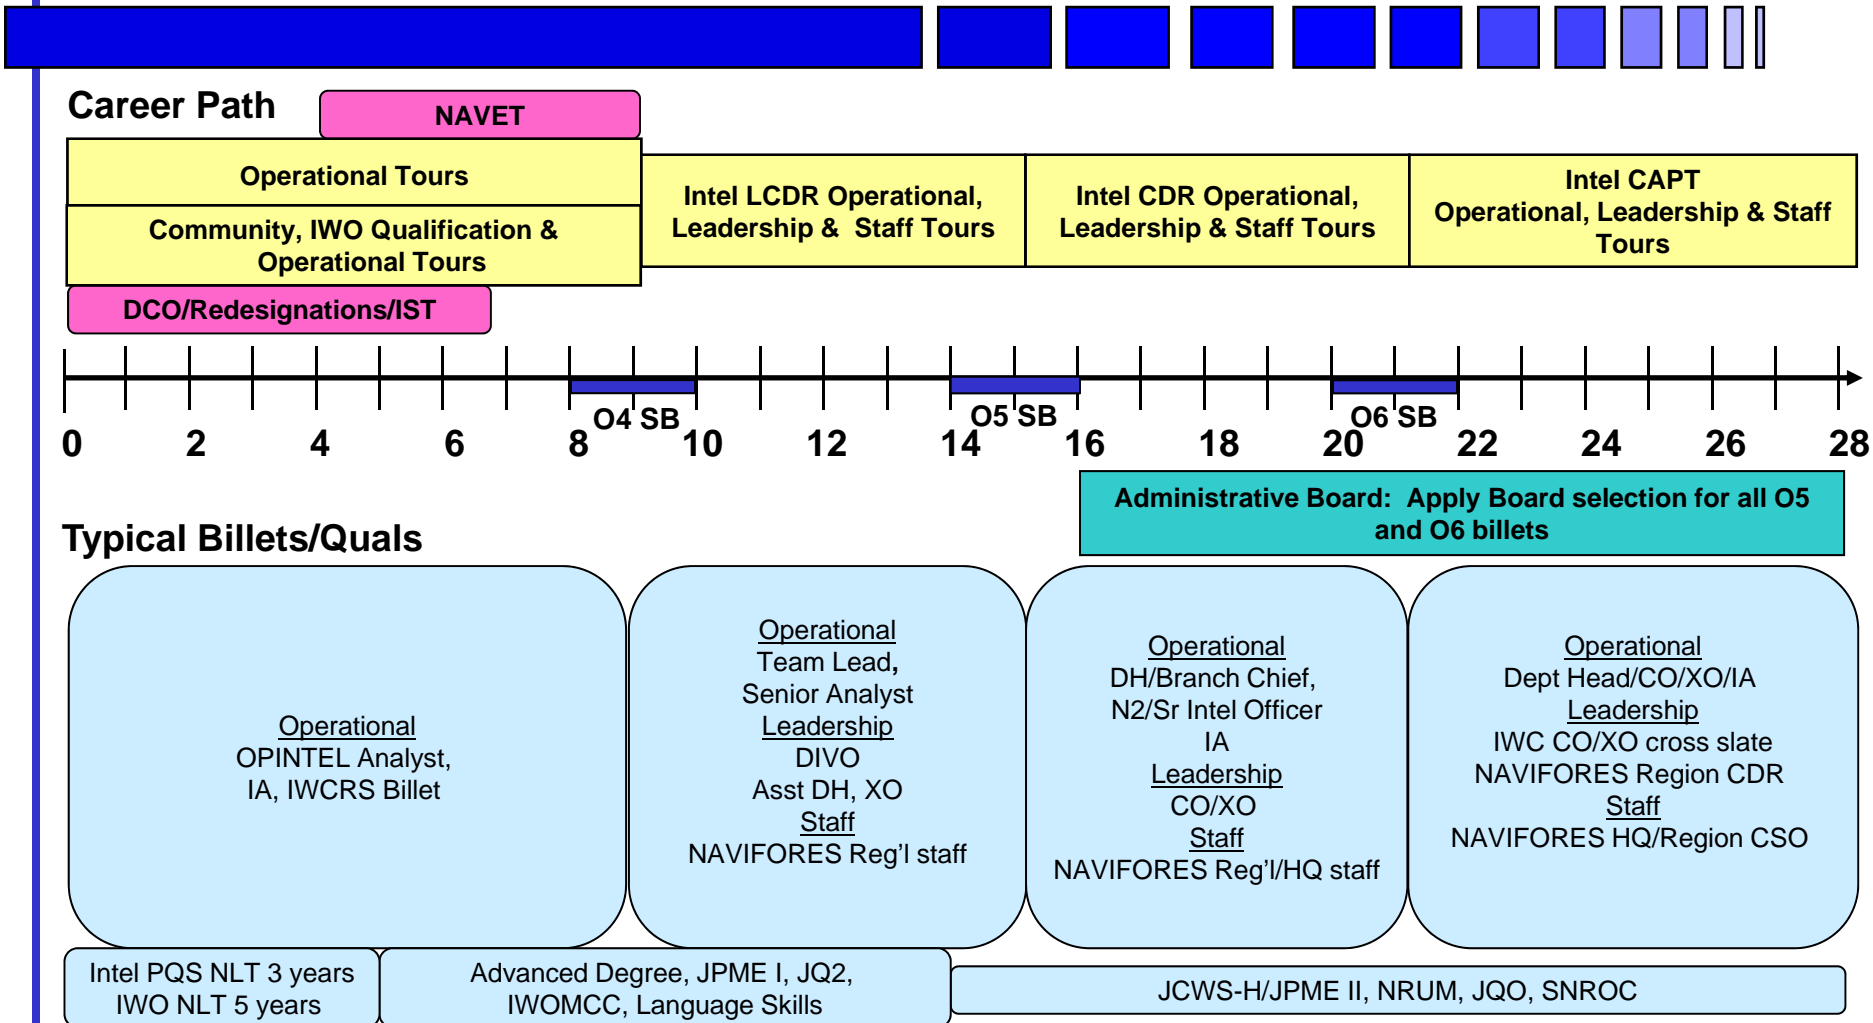 Career Path
NAVET
Operational Tours
Community, IWO Qualification &
Operational Tours
DCO/Redesignations/IST
Intel LCDR Operational,
Leadership & Staff Tours
Intel CDR Operational,
Leadership & Staff Tours
Intel CAPT
Operational, Leadership & Staff
Tours
O4 SB
O5 SB
O6 SB
0 2 4 6 8 10 12 14 16 18 20 22 24 26 28
Administrative Board: Apply Board selection for all O5
and O6 billets
Typical Billets/Quals
Operational
OPINTEL Analyst,
IA, IWCRS Billet
Operational
Team Lead,
Senior Analyst
Leadership
DIVO
Asst DH, XO
Staff
NAVIFORES Reg'l staff
Operational
DH/Branch Chief,
N2/Sr Intel Officer
IA
Leadership
CO/XO
Staff
NAVIFORES Reg'l/HQ staff
Operational
Dept Head/CO/XO/IA
Leadership
IWC CO/XO cross slate
NAVIFORES Region CDR
Staff
NAVIFORES HQ/Region CSO
Intel PQS NLT 3 years
IWO NLT 5 years
Advanced Degree, JPME I, JQ2,
IWOMCC, Language Skills
JCWS-H/JPME II, NRUM, JQO, SNROC